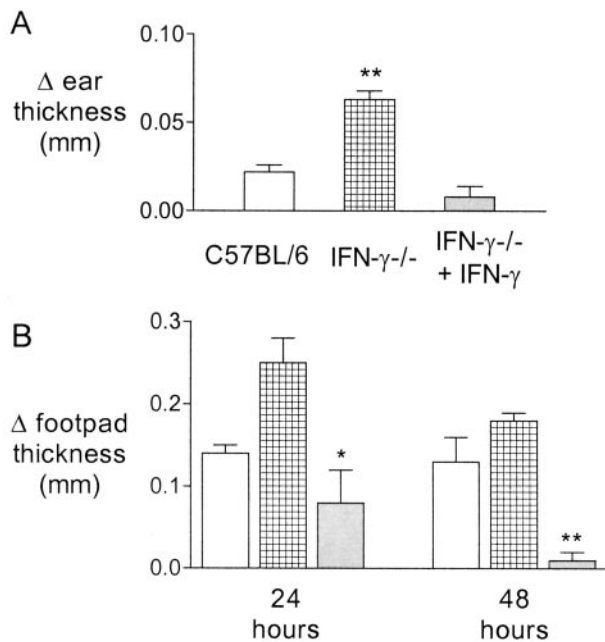 A
Δ ear
thickness
(mm)
0.10
0.05
0.00
**
C57BL/6
IFN-γ-/-
IFN-γ-/-
+ IFN-γ
B
Δ footpad
thickness
(mm)
0.3
0.2
0.1
0.0
*
**
24
hours
48
hours